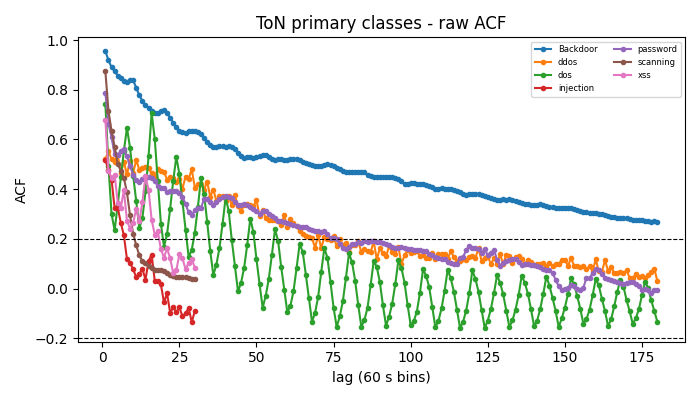 ToN primary classes - raw ACF
ACF
1.0
0.8
0.6
0.4
0.2
0.0
−0.2
Backdoor
ddos
dos
injection
password
scanning
xss
0
25
50
75
100
125
150
175
lag (60 s bins)